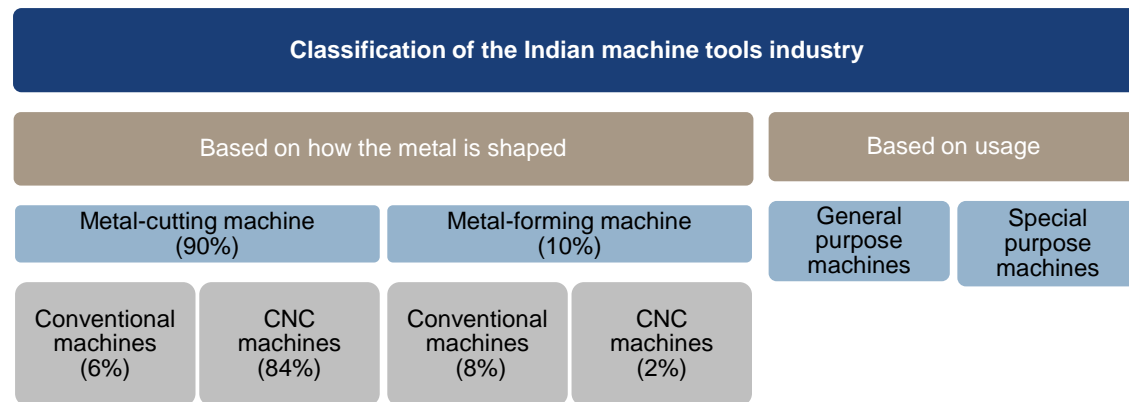 Classification of the Indian machine tools industry
Based on how the metal is shaped
Based on usage
Metal-cutting machine
(90%)
Metal-forming machine
(10%)
General
purpose
machines
Special
purpose
machines
Conventional
machines
(6%)
CNC
machines
(84%)
Conventional
machines
(8%)
CNC
machines
(2%)